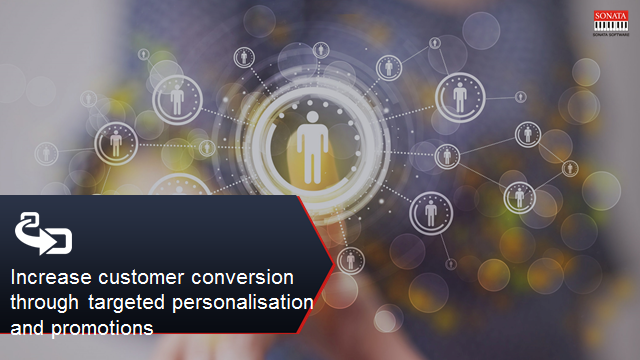 SONATA
SONATA SOFTWARE
Increase customer conversion
through targeted personalisation
and promotions